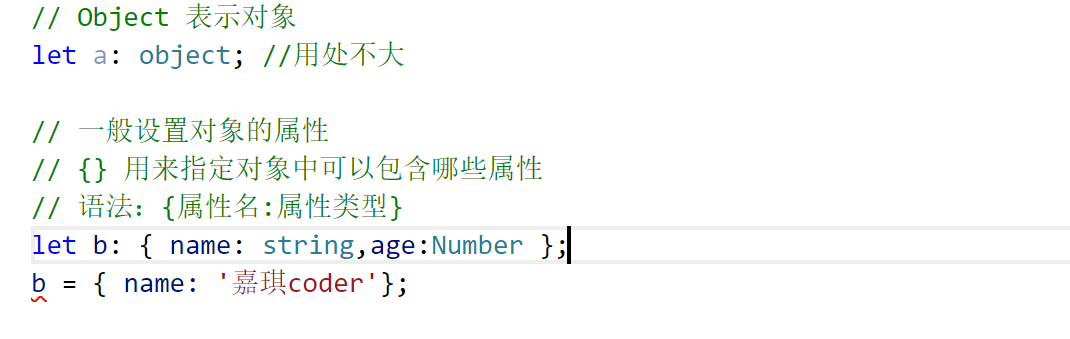 // Object 表示对象
let a: object; //用处不大
// 一般设置对象的属性
// {} 用来指定对象中可以包含哪些属性
// 语法：{属性名:属性类型}
let b: { name: string,age:Number };
b = { name: '嘉琪coder'};